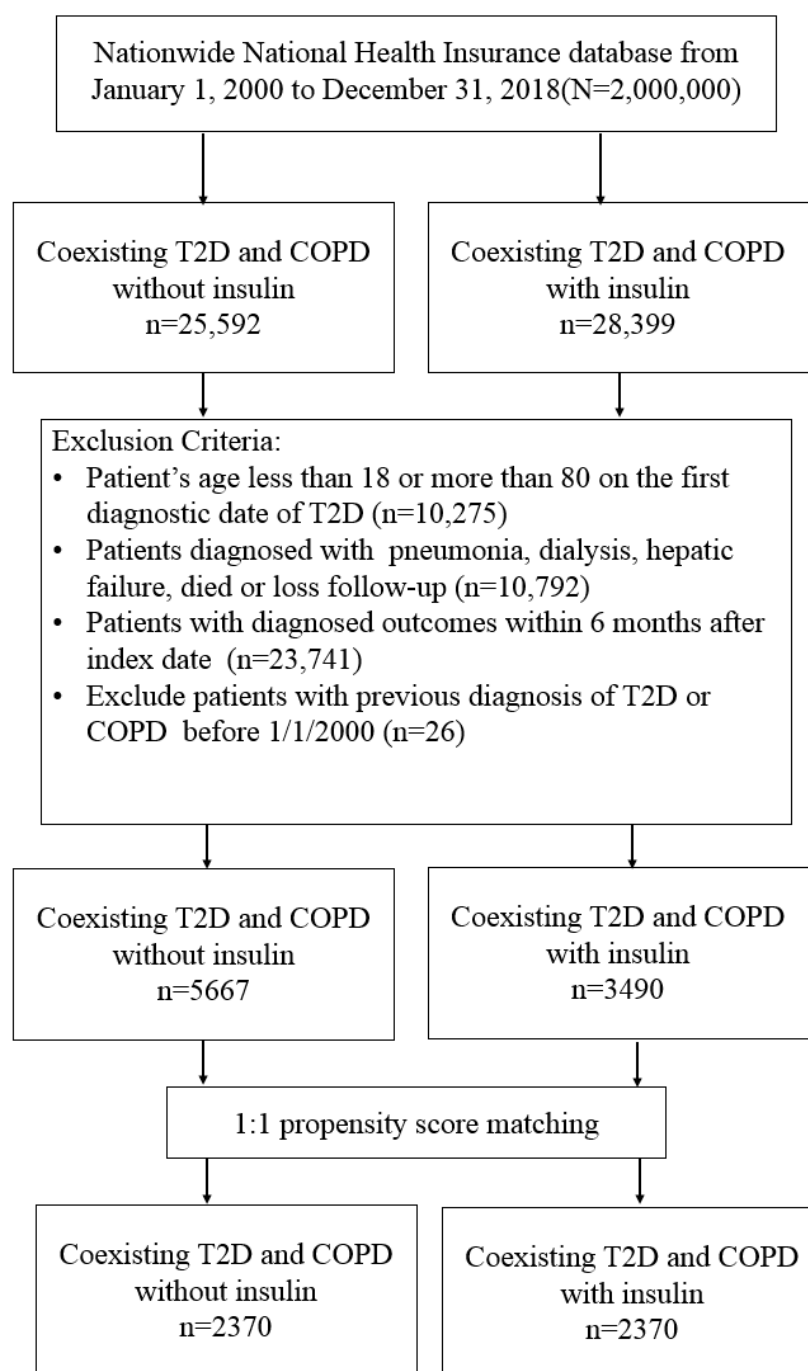 Nationwide National Health Insurance database from
January 1, 2000 to December 31, 2018(N=2,000,000)
Coexisting T2D and COPD
without insulin
n=25,592
Coexisting T2D and COPD
with insulin
n=28,399
Exclusion Criteria:
• Patient's age less than 18 or more than 80 on the first
diagnostic date of T2D (n=10,275)
• Patients diagnosed with pneumonia, dialysis, hepatic
failure, died or loss follow-up (n=10,792)
• Patients with diagnosed outcomes within 6 months after
index date (n=23,741)
• Exclude patients with previous diagnosis of T2D or
COPD before 1/1/2000 (n=26)
Coexisting T2D and COPD
without insulin
n=5667
Coexisting T2D and COPD
with insulin
n=3490
1:1 propensity score matching
Coexisting T2D and COPD
without insulin
n=2370
Coexisting T2D and COPD
with insulin
n=2370